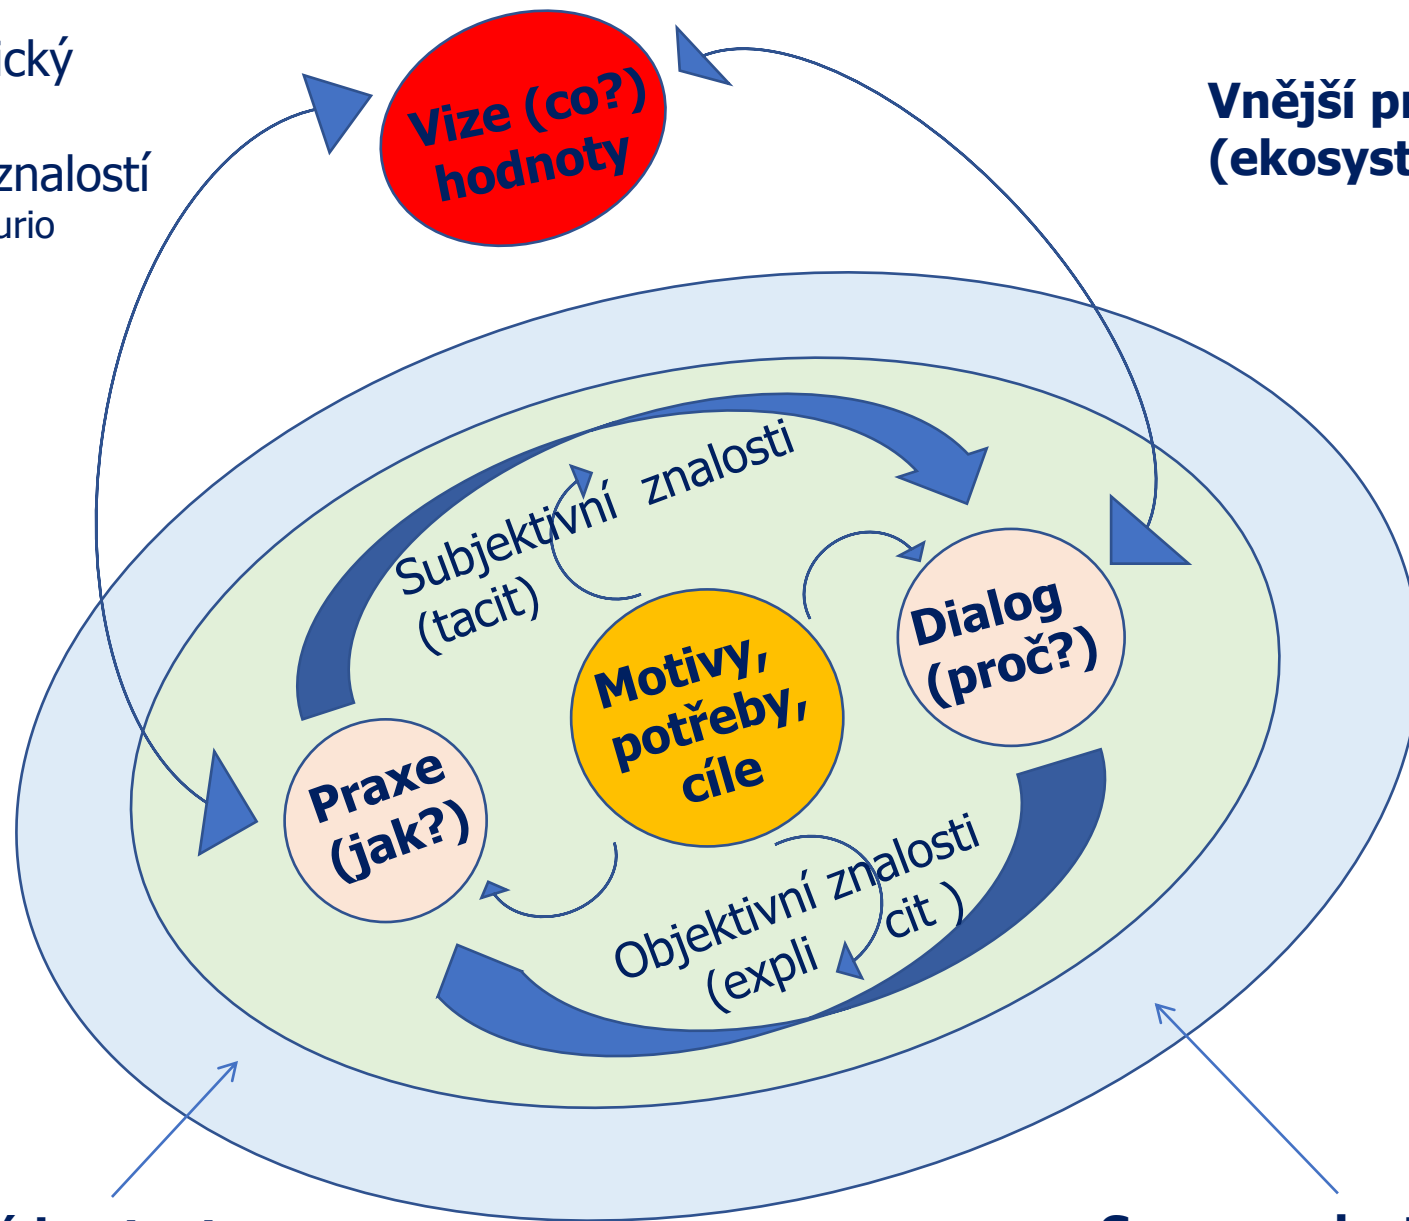 ický
znalostí
urio
Vize (co?)
hodnoty
Vnější pr
(ekosyst
Subjektivní znalosti
(tacit)
Motivy,
potřeby,
cíle
Dialog
(proč?)
Praxe
(jak?)
Objektivní znalosti
(expli cit )